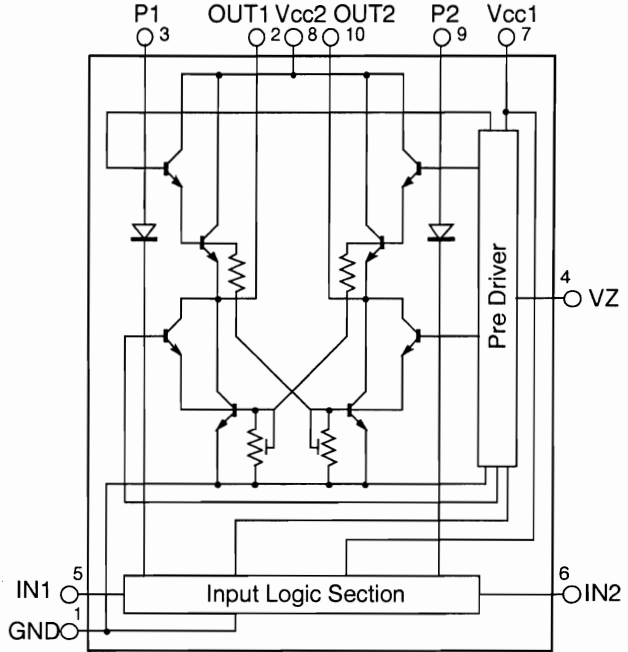 P1 OUT1 Vcc2 OUT2 P2 Vcc1
3 2 8 10 9 7
4
VZ
Pre Driver
5
IN1
Input Logic Section
6
IN2
1
GND